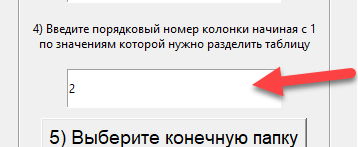 4) Введите порядковый номер колонки начиная с 1
по значениям которой нужно разделить таблицу
2
5) Выберите конечную папку